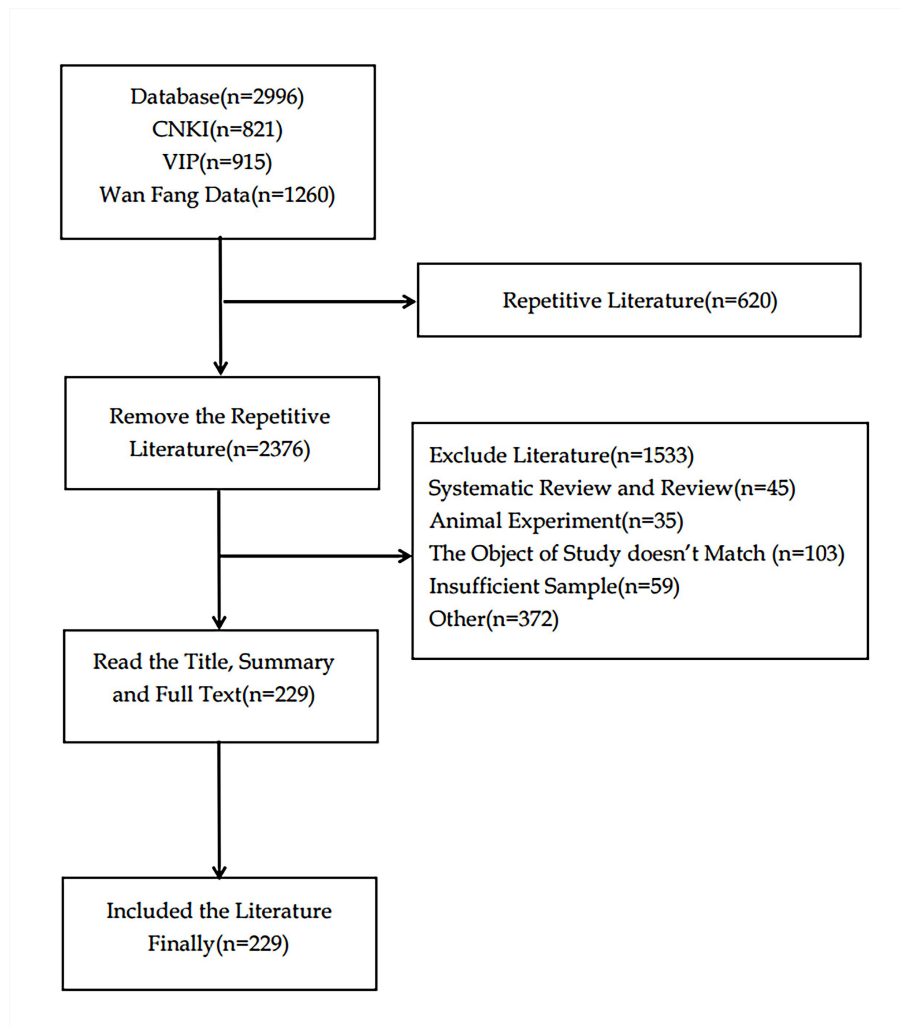 Database(n=2996)
CNKI(n=821)
VIP(n=915)
Wan Fang Data(n=1260)
Repetitive Literature(n=620)
Remove the Repetitive
Literature(n=2376)
Exclude Literature(n=1533)
Systematic Review and Review(n=45)
Animal Experiment(n=35)
The Object of Study doesn’t Match (n=103)
Insufficient Sample(n=59)
Other(n=372)
Read the Title, Summary
and Full Text(n=229)
Included the Literature
Finally(n=229)